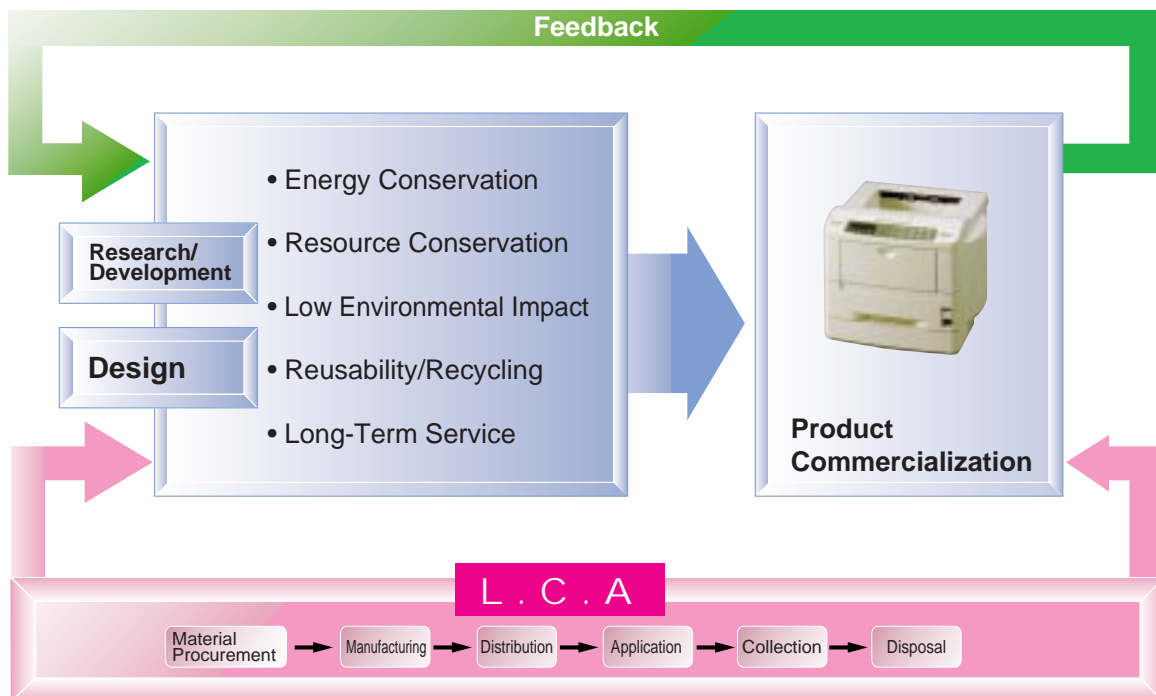 Feedback
• Energy Conservation
• Resource Conservation
• Low Environmental Impact
• Reusability/Recycling
• Long-Term Service
Research/
Development
Design
Product
Commercialization
L.C.A
Material
Procurement
Manufacturing
Distribution
Application
Collection
Disposal